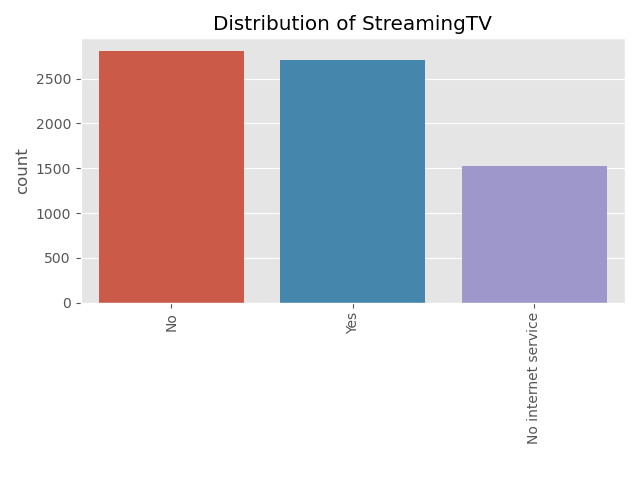 Distribution of StreamingTV
count
2500
2000
1500
1000
500
0
No
Yes
No internet service